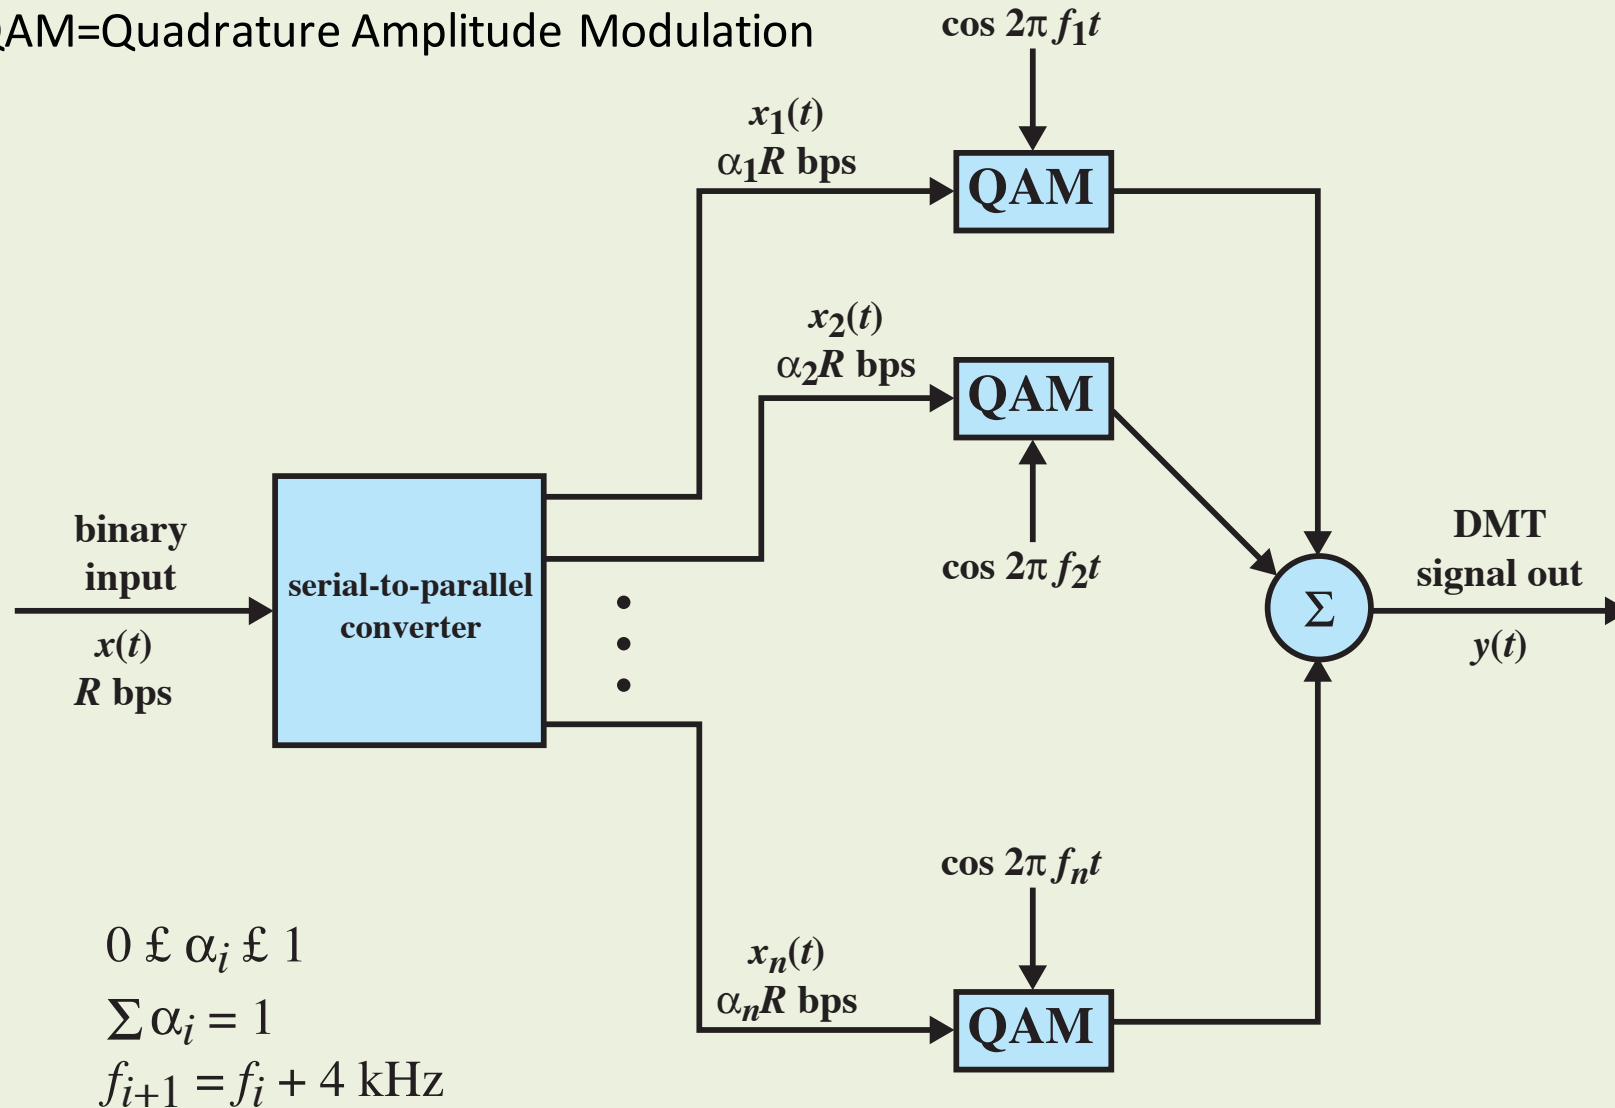 QAM=Quadrature Amplitude Modulation
cos 2π f1t
x1(t)
α1R bps
QAM
x2(t)
α2R bps
QAM
cos 2π f2t
binary
input
x(t)
R bps
serial-to-parallel
converter
Σ
DMT
signal out
y(t)
cos 2π fnt
xn(t)
αnR bps
QAM
0 £ αi £ 1
Σ αi = 1
fi+1 = fi + 4 kHz